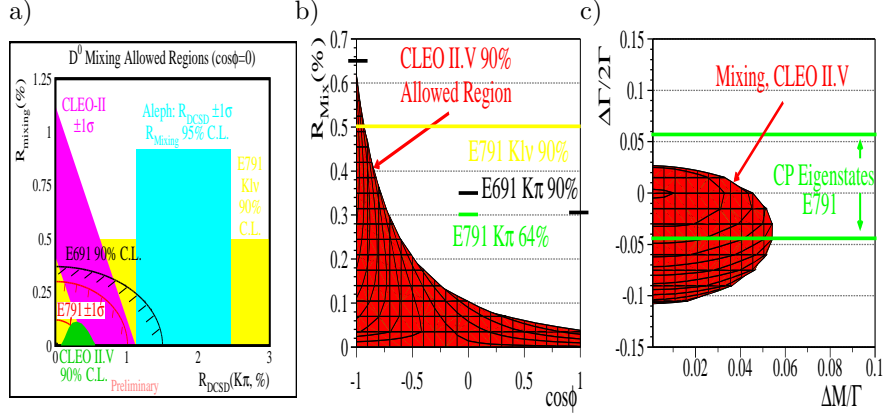 a)
D⁰ Mixing Allowed Regions (cosϕ=0)
R_mixing(%)
1.25
1
0.75
0.5
0.25
0
0
1
2
3
CLEO-II
±1σ
Aleph: R_DCSD ±1σ
R_Mixing 95% C.L.
E791
Klν
90%
C.L.
E691 90% C.L.
E791±1σ
CLEO II.V
90% C.L.
Preliminary
R_DCSD(Kπ, %)
b)
R_Mix(%)
0.7
0.6
0.5
0.4
0.3
0.2
0.1
0
-1
-0.5
0
0.5
1
cosϕ
CLEO II.V 90%
Allowed Region
E791 Klν 90%
E691 Kπ 90%
E791 Kπ 64%
c)
ΔΓ/2Γ
0.15
0.1
0.05
0
-0.05
-0.1
-0.15
0.02
0.04
0.06
0.08
0.1
ΔM/Γ
Mixing, CLEO II.V
CP Eigenstates
E791